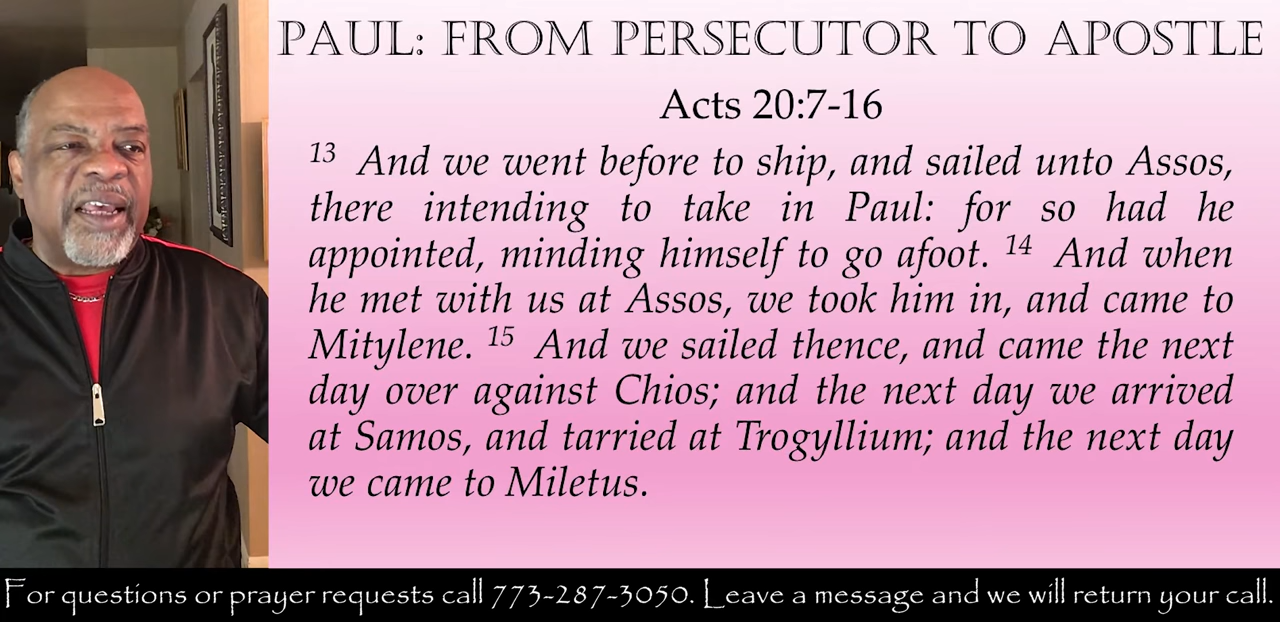 PAUL: FROM PERSECUTOR TO APOSTLE
Acts 20:7-16
13 And we went before to ship, and sailed unto Assos,
there intending to take in Paul: for so had he
appointed, minding himself to go afoot. 14 And when
he met with us at Assos, we took him in, and came to
Mitylene. 15 And we sailed thence, and came the next
day over against Chios; and the next day we arrived
at Samos, and tarried at Trogyllium; and the next day
we came to Miletus.
For questions or prayer requests call 773-287-3050. Leave a message and we will return your call.